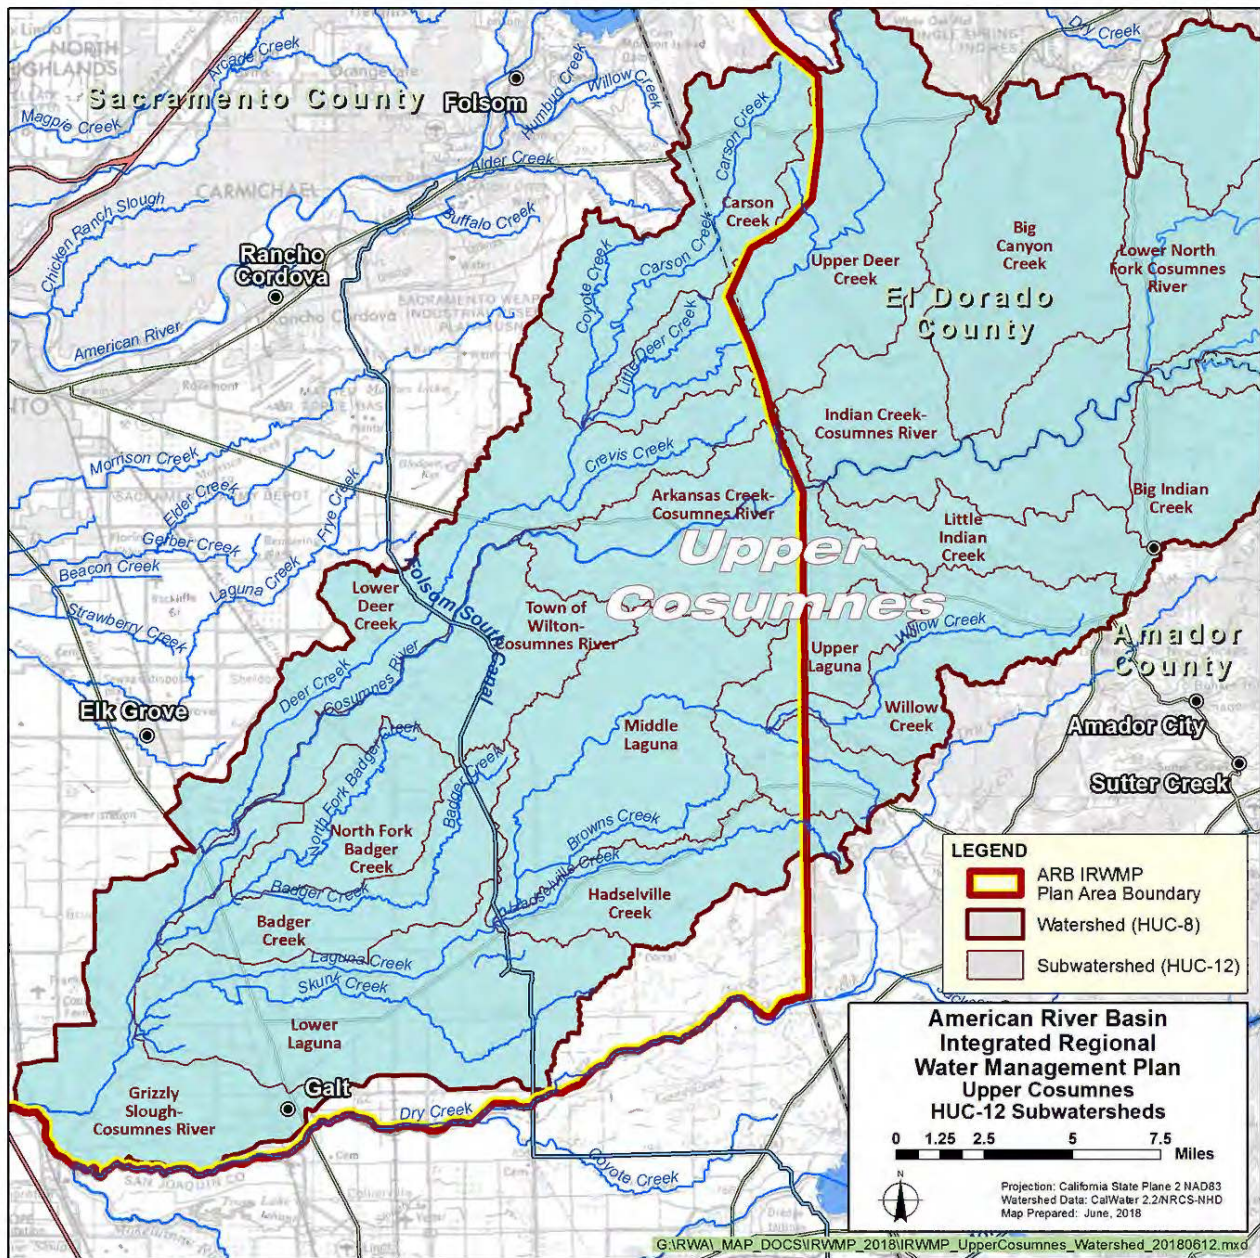 NORTH
HIGHLANDS
Sacramento County
Arcade Creek
Magpie Creek
Folsom
Humbug Creek
Willow Creek
Dry Creek
Alder Creek
CARMICHAEL
Chicken Ranch Slough
Buffalo Creek
Rancho
Cordova
American River
Carson Creek
Carson
Creek
Carson Creek
Coyote Creek
Little Deer Creek
Upper Deer
Creek
Big
Canyon
Creek
Lower North
Fork Cosumnes
River
El Dorado
County
Indian Creek-
Cosumnes River
Crevis Creek
Morrison Creek
Elder Creek
Frye Creek
Gerber Creek
Beacon Creek
Laguna Creek
Strawberry Creek
Arkansas Creek-
Cosumnes River
Big Indian
Creek
Little
Indian
Creek
Upper
Cosumnes
Lower
Deer
Creek
Folsom South Canal
Town of
Wilton-
Cosumnes River
Upper
Laguna
Willow Creek
Amador
County
Deer Creek
Cosumnes River
Elk Grove
Middle
Laguna
Willow
Creek
Amador City
Sutter Creek
North Fork Badger Creek
Badger Creek
North Fork
Badger
Creek
Browns Creek
Badger Creek
Hadselville Creek
Hadselville
Creek
Badger
Creek
Laguna Creek
Skunk Creek
Lower
Laguna
Galt
Grizzly
Slough-
Cosumnes River
Dry Creek
Coyote Creek
SAN JOAQUIN CO
LEGEND
ARB IRWMP
Plan Area Boundary
Watershed (HUC-8)
Subwatershed (HUC-12)
American River Basin
Integrated Regional
Water Management Plan
Upper Cosumnes
HUC-12 Subwatersheds
0 1.25 2.5 5 7.5
Miles
N
Projection: California State Plane 2 NAD83
Watershed Data: CalWater 2.2/NRCS-NHD
Map Prepared: June, 2018
G:\RWA\_MAP_DOCS\IRWMP_2018\IRWMP_UpperCosumnes_Watershed_20180612.mxd